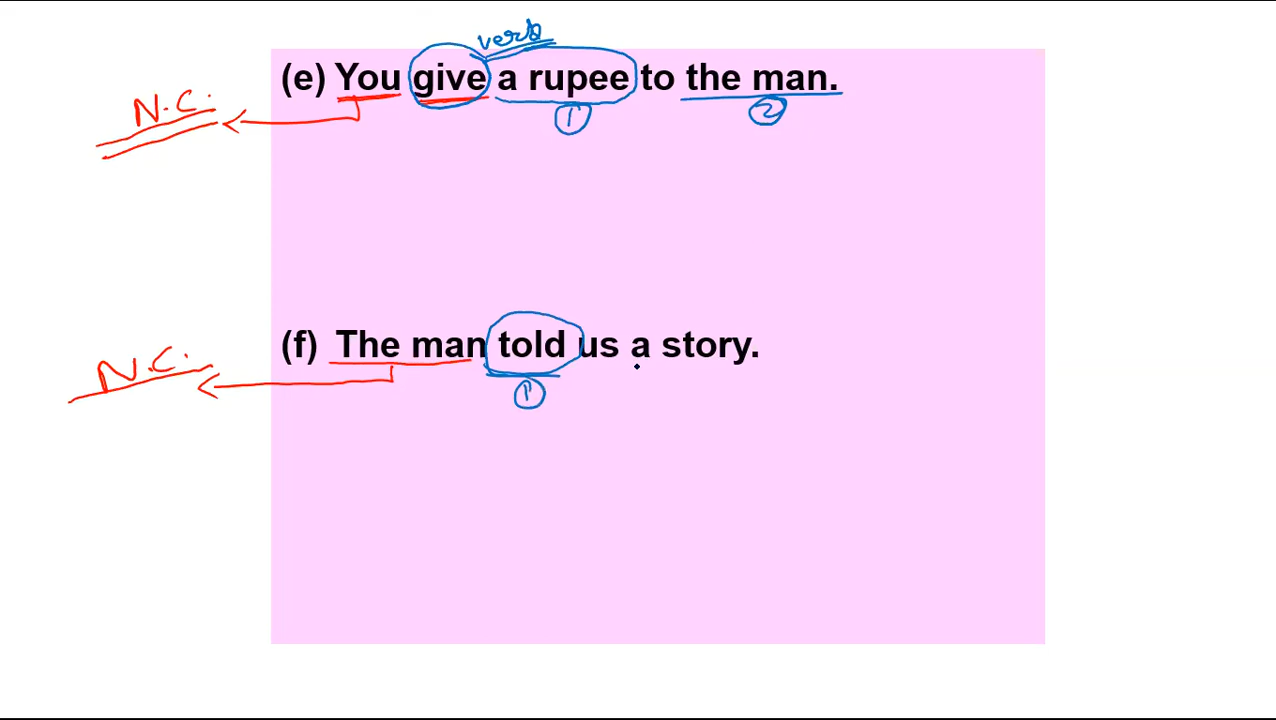 verb
(e) You give a rupee to the man.
N.C.
1 2
(f) The man told us a story.
N.C.
1